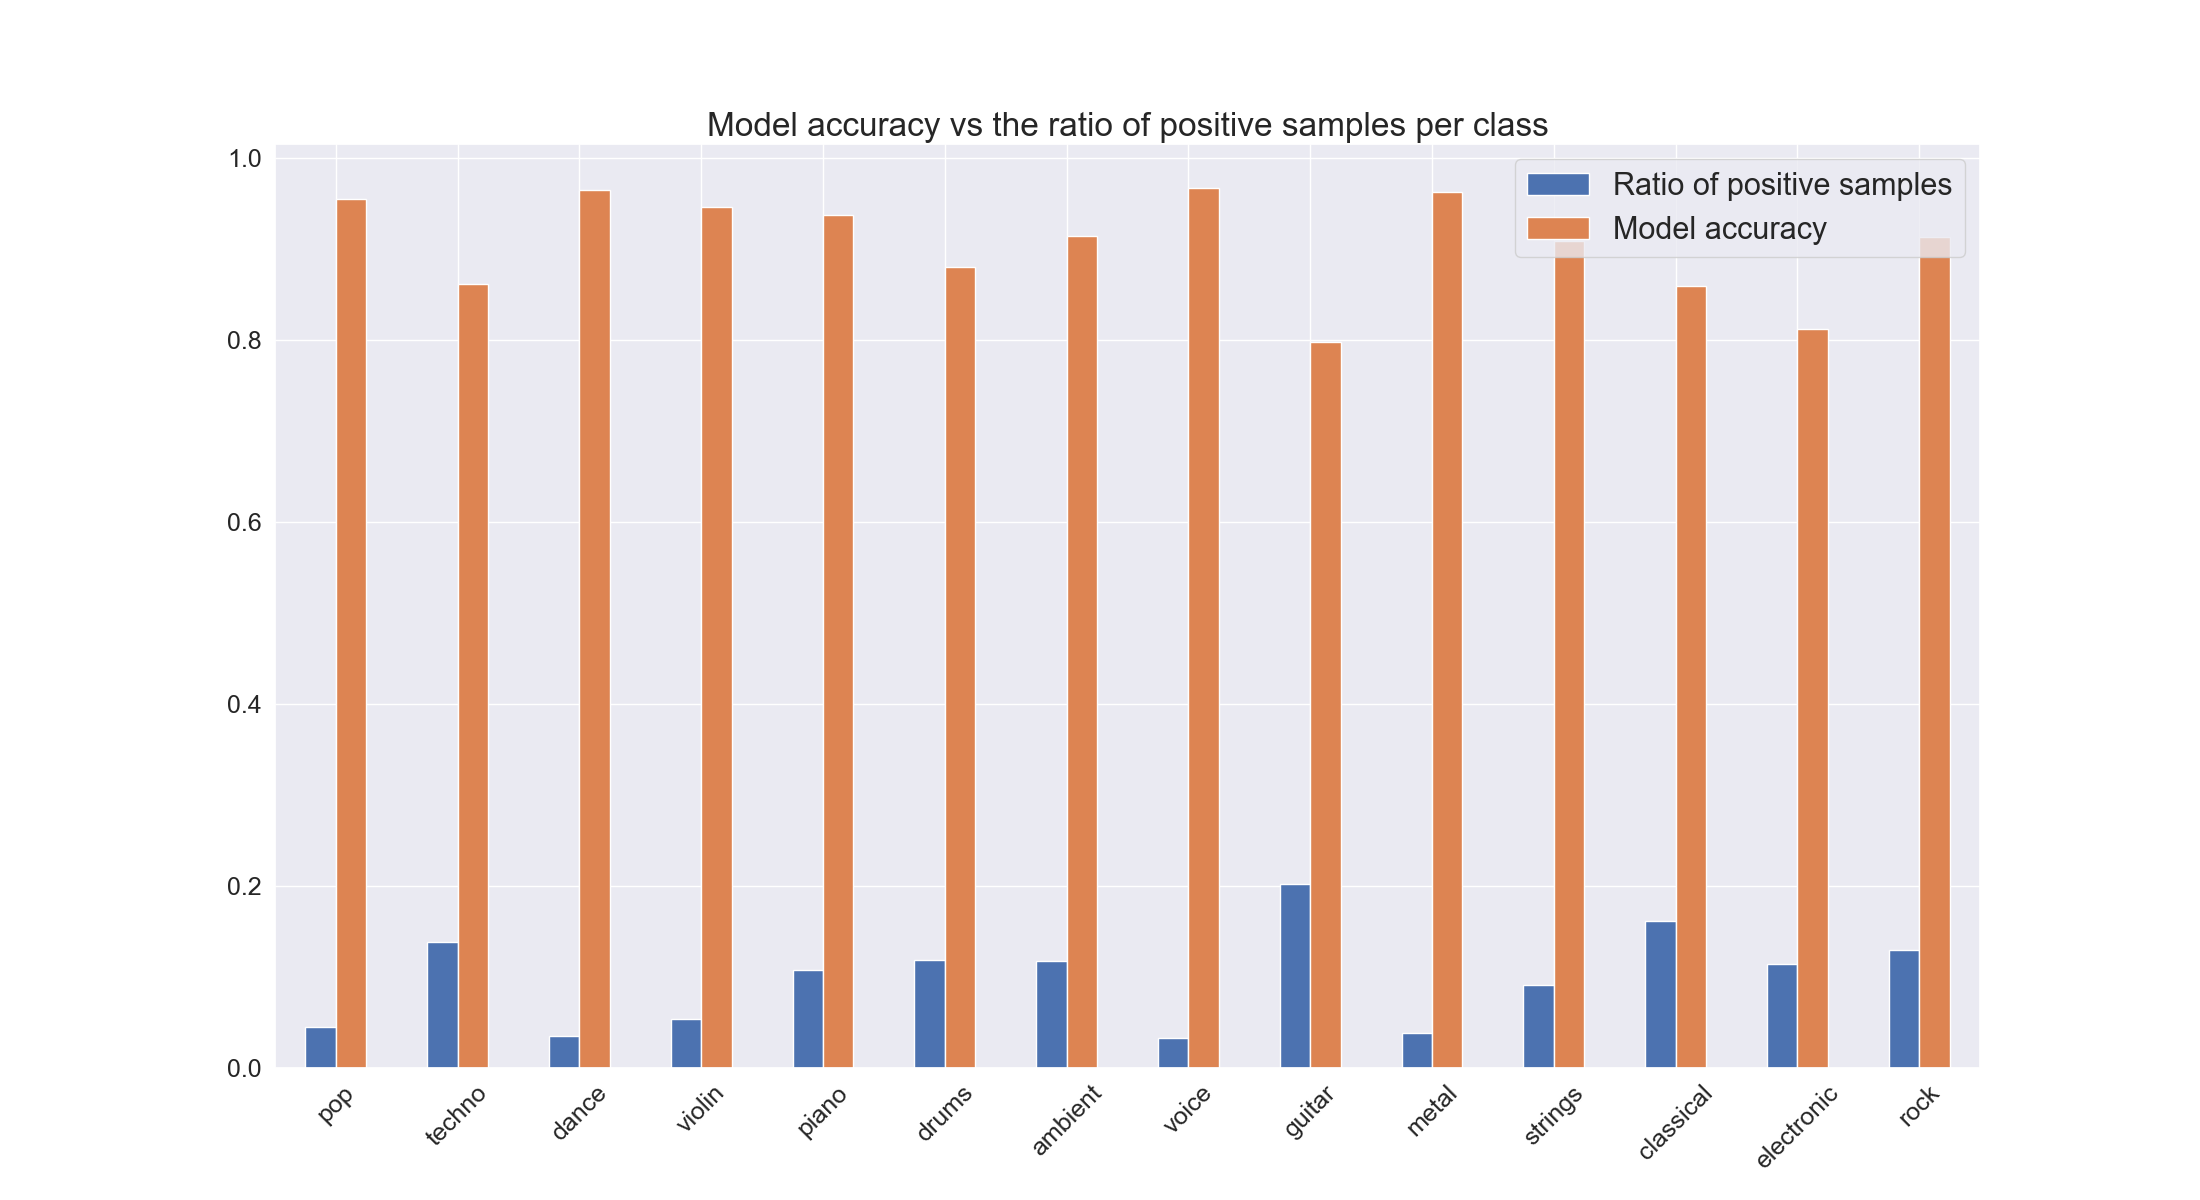 Model accuracy vs the ratio of positive samples per class
Ratio of positive samples
Model accuracy
1.0
0.8
0.6
0.4
0.2
0.0
pop
techno
dance
violin
piano
drums
ambient
voice
guitar
metal
strings
classical
electronic
rock